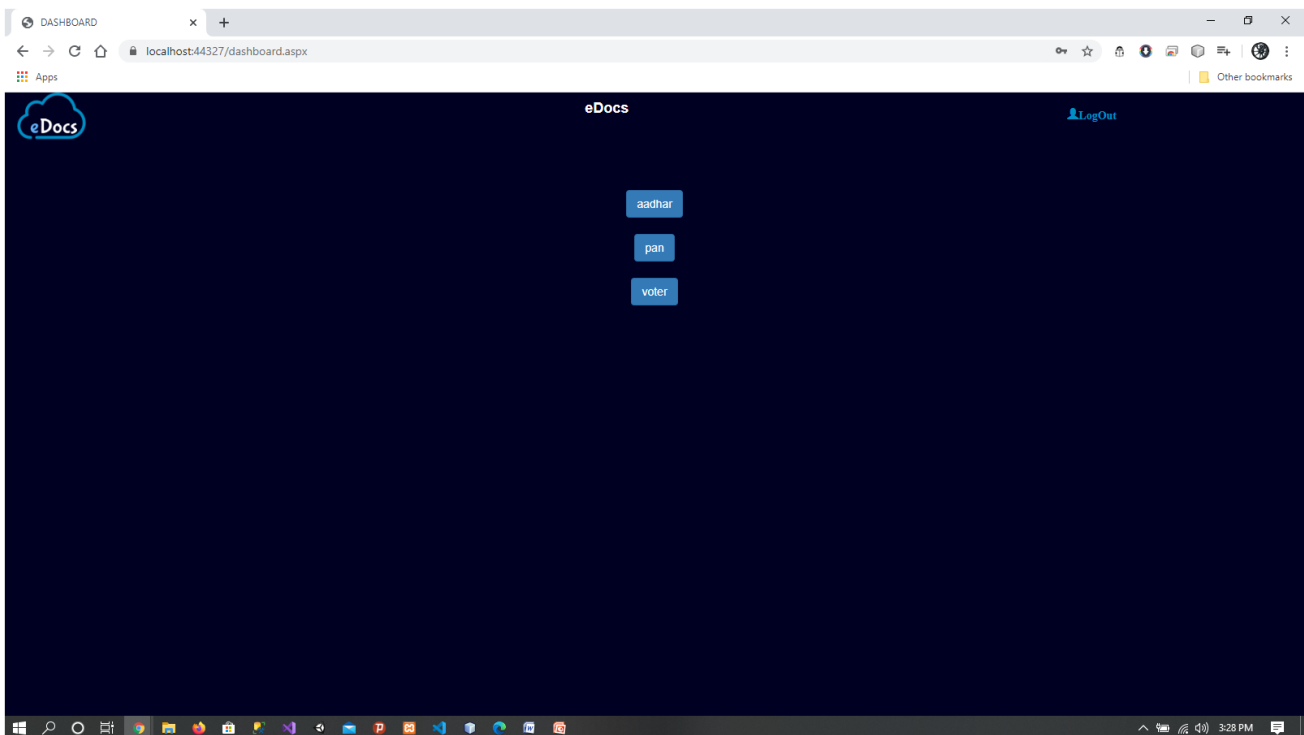 DASHBOARD
localhost:44327/dashboard.aspx
Apps
Other bookmarks
eDocs
eDocs
LogOut
aadhar
pan
voter
3:28 PM